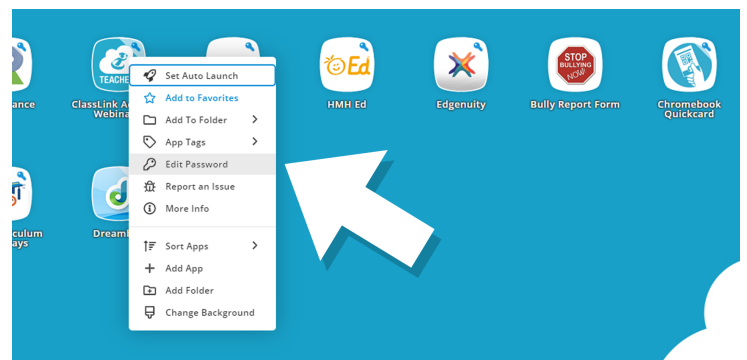 TEACHE
Ed
STOP
BULLYING
NOW!
ance
ClassLink A
Webina
HMH Ed
Edgenuity
Bully Report Form
Chromebook
Quickcard
Set Auto Launch
Add to Favorites
Add To Folder
App Tags
Edit Password
Report an Issue
More Info
Sort Apps
Add App
Add Folder
Change Background
culum
ays
Dreaml